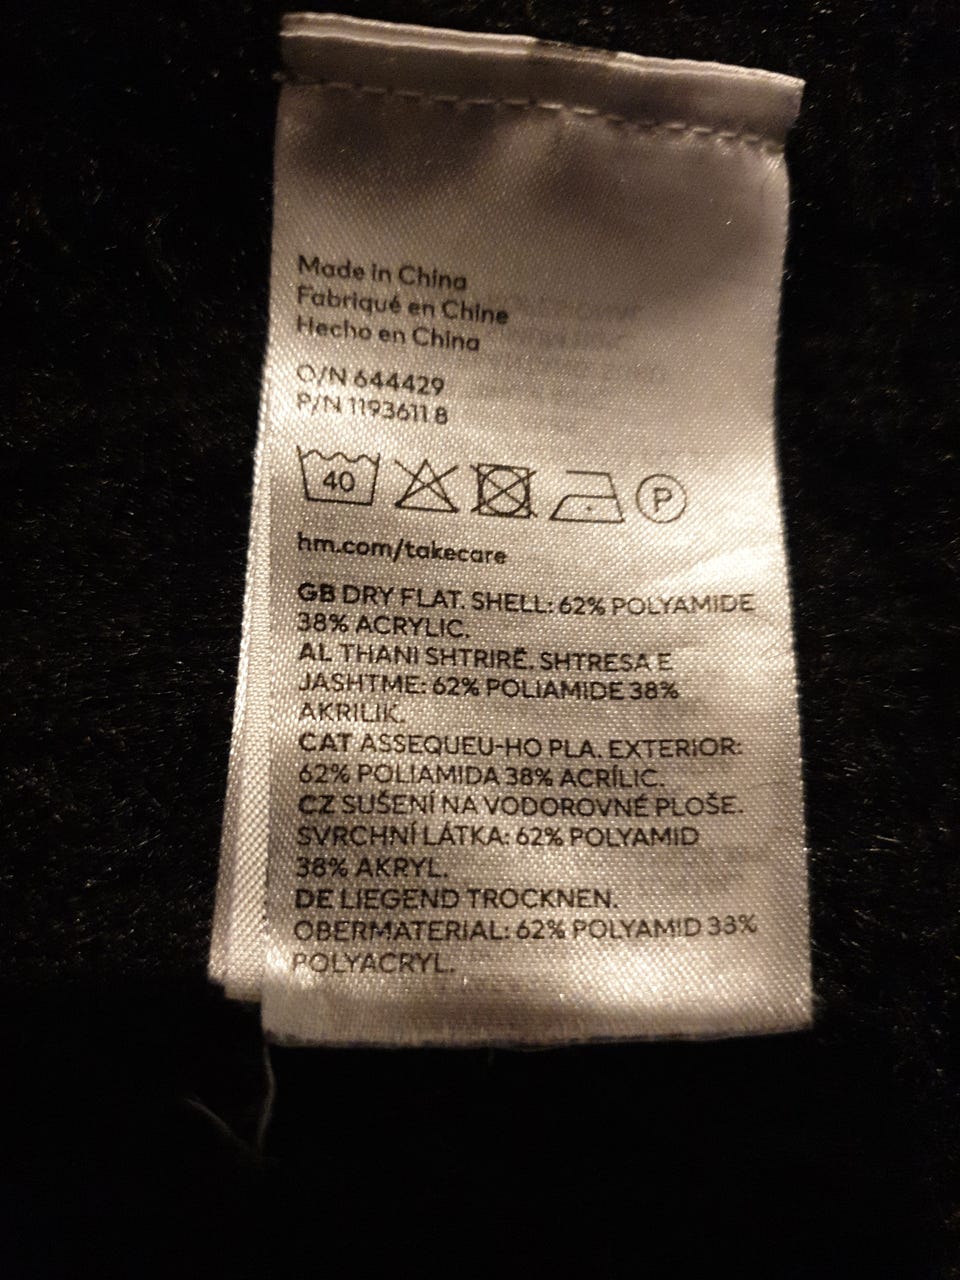 Made in China
Fabriqué en Chine
Hecho en China
O/N 644429
P/N 1193611 8
40
P
hm.com/takecare
GB DRY FLAT. SHELL: 62% POLYAMIDE
38% ACRYLIC.
AL THANI SHTRIRË. SHTRESA E
JASHTME: 62% POLIAMIDE 38%
AKRILIK.
CAT ASSEQUEU-HO PLA. EXTERIOR:
62% POLIAMIDA 38% ACRÍLIC.
CZ SUŠENÍ NA VODOROVNÉ PLOŠE.
SVRCHNÍ LÁTKA: 62% POLYAMID
38% AKRYL.
DE LIEGEND TROCKNEN.
OBERMATERIAL: 62% POLYAMID 38%
POLYACRYL.